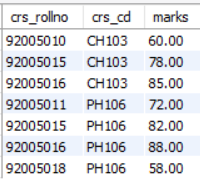 crs_rollno crs_cd marks
92005010 CH103 60.00
92005015 CH103 78.00
92005016 CH103 85.00
92005011 PH106 72.00
92005015 PH106 82.00
92005016 PH106 88.00
92005018 PH106 58.00